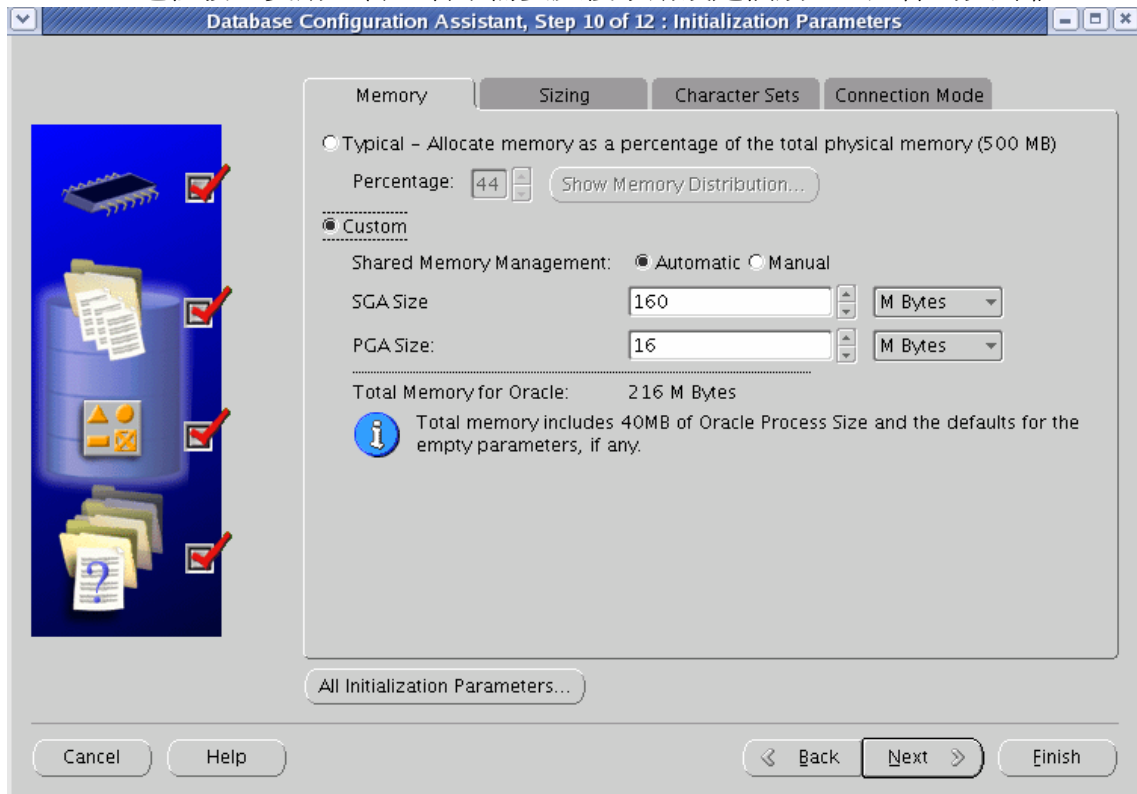 Database Configuration Assistant, Step 10 of 12 : Initialization Parameters
Memory Sizing Character Sets Connection Mode
Typical – Allocate memory as a percentage of the total physical memory (500 MB)
Percentage: 44 Show Memory Distribution...
Custom
Shared Memory Management: Automatic Manual
SGA Size 160 M Bytes
PGA Size: 16 M Bytes
Total Memory for Oracle: 216 M Bytes
Total memory includes 40MB of Oracle Process Size and the defaults for the
empty parameters, if any.
All Initialization Parameters...
Cancel Help Back Next Finish